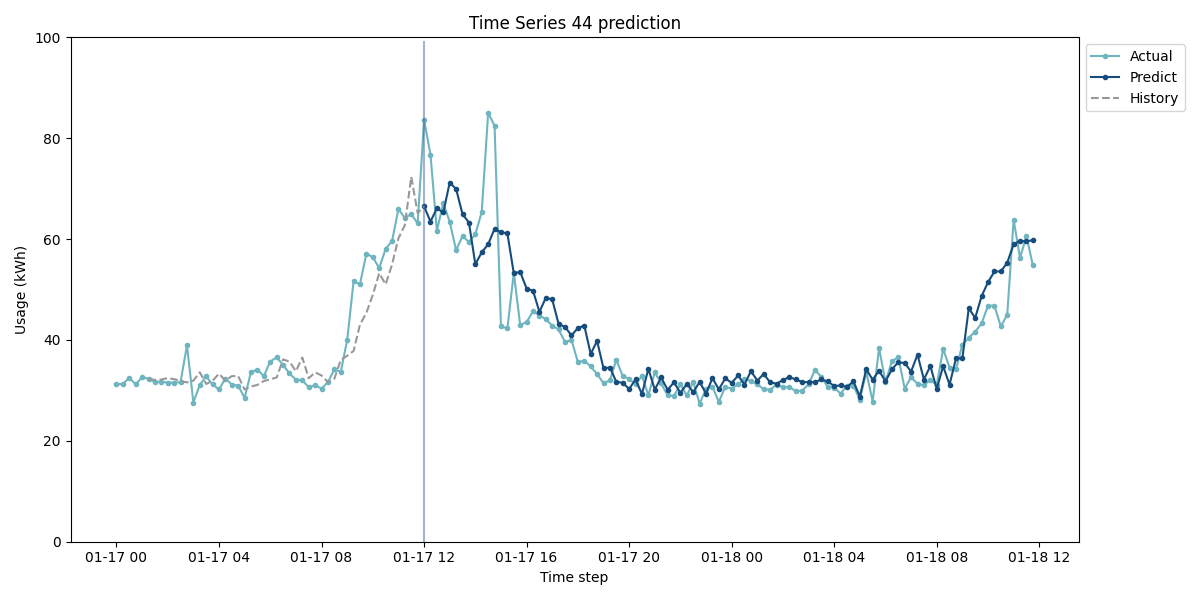 Time Series 44 prediction
Usage (kWh)
100
80
60
40
20
0
01-17 00 01-17 04 01-17 08 01-17 12 01-17 16 01-17 20 01-18 00 01-18 04 01-18 08 01-18 12
Time step
Actual
Predict
History